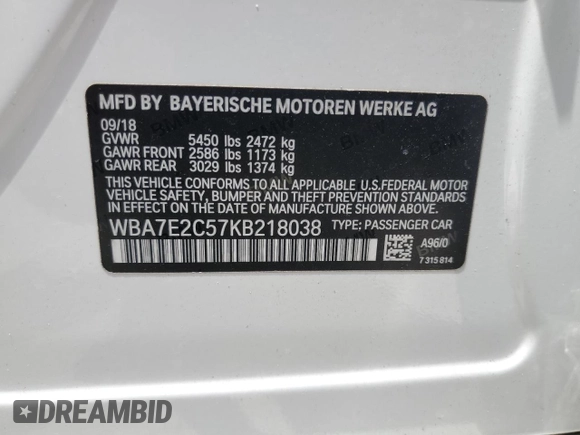 MFD BY BAYERISCHE MOTOREN WERKE AG
09/18
GVWR 5450 lbs 2472 kg
GAWR FRONT 2586 lbs 1173 kg
GAWR REAR 3029 lbs 1374 kg
THIS VEHICLE CONFORMS TO ALL APPLICABLE U.S.FEDERAL MOTOR
VEHICLE SAFETY, BUMPER AND THEFT PREVENTION STANDARDS
IN EFFECT ON THE DATE OF MANUFACTURE SHOWN ABOVE.
WBA7E2C57KB218038 TYPE: PASSENGER CAR
A96/0
7 315 814
DREAMBID